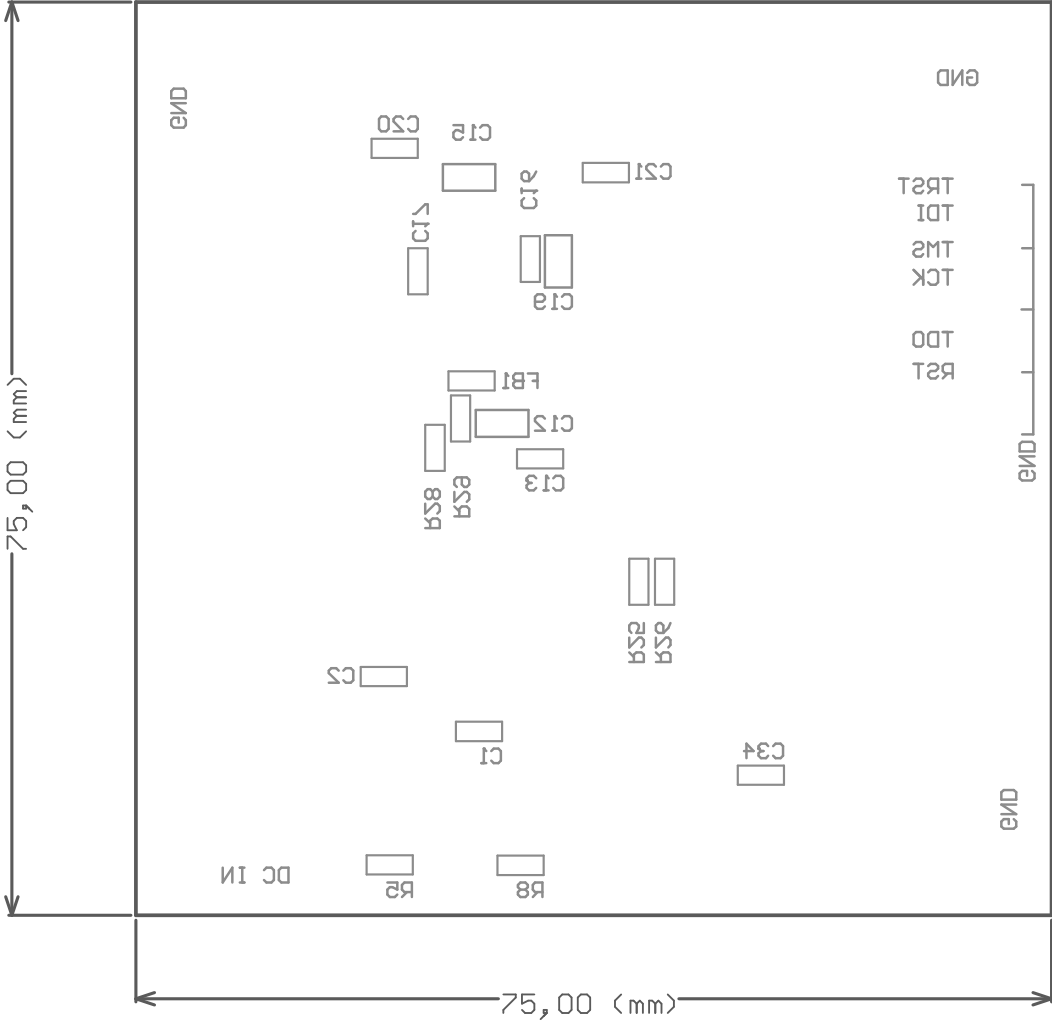 GND
GND
C20
C15
C21
C16
TRST
TDI
C17
TMS
TCK
C19
TDO
FB1
RST
C12
GND
C13
R28
R29
75,00 (mm)
R25
R26
C2
C1
C34
GND
DC IN
R5
R8
75,00 (mm)